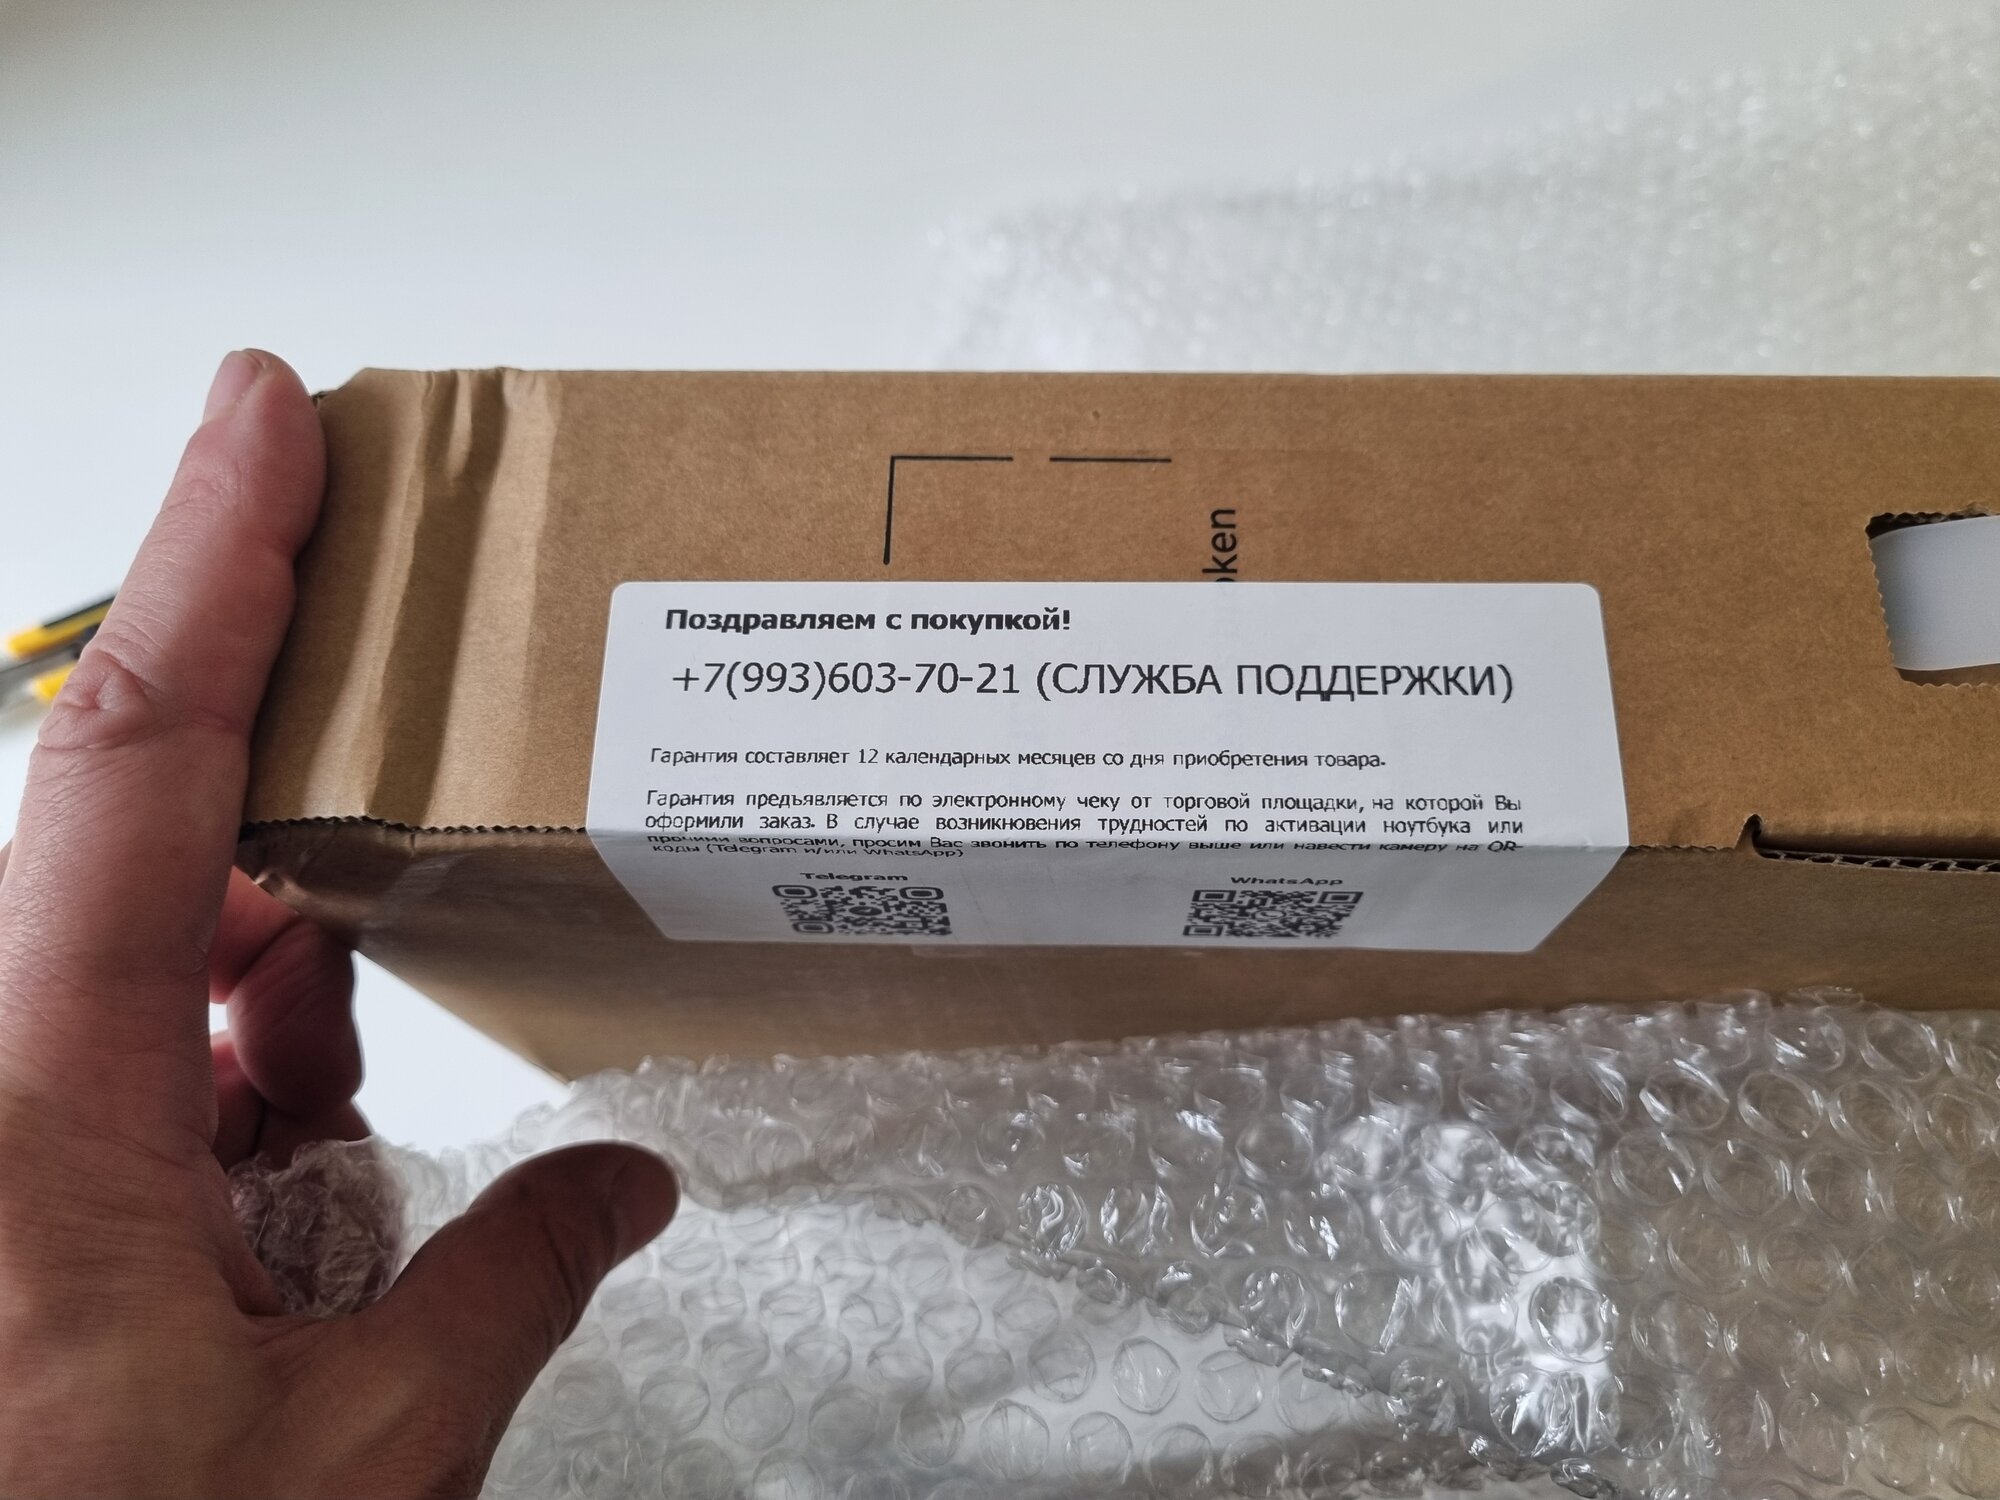 ken
Поздравляем с покупкой!
+7(993)603-70-21 (СЛУЖБА ПОДДЕРЖКИ)
Гарантия составляет 12 календарных месяцев со дня приобретения товара.
Гарантия предъявляется по электронному чеку от торговой площадки, на которой Вы
оформили заказ. В случае возникновения трудностей по активации ноутбука или
прочими вопросами, просим Вас звонить по телефону выше или навести камеру на QR-
коды (Telegram и/или WhatsApp)
Telegram
WhatsApp